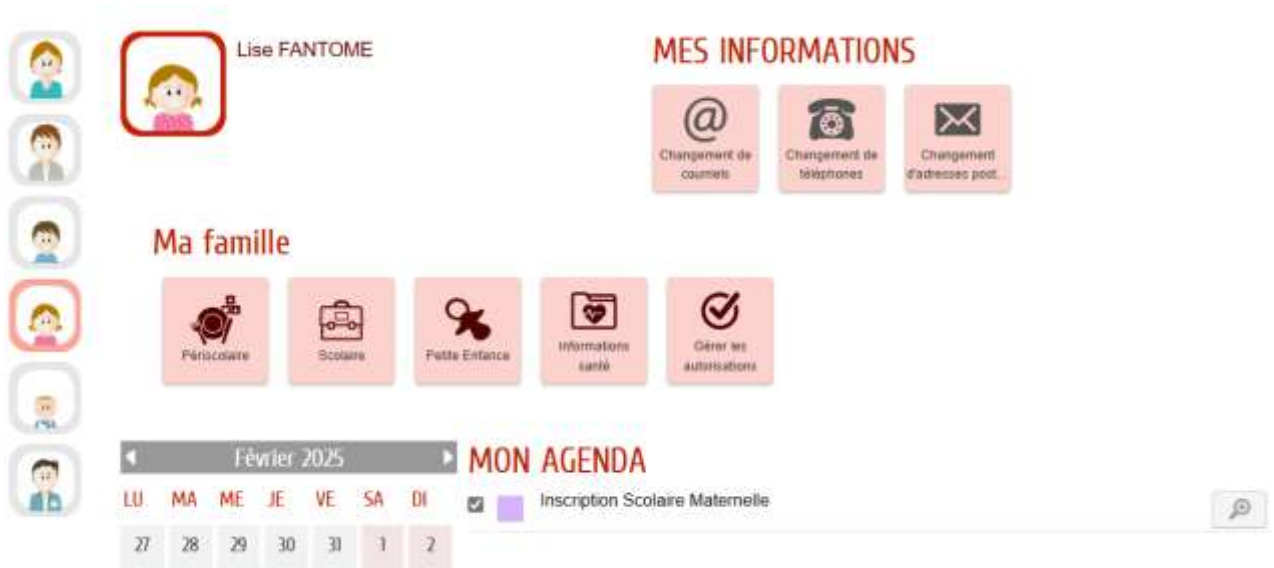 Lise FANTOME
MES INFORMATIONS
@
Changement de
courriels
Changement de
téléphones
Changement
d'adresses post...
Ma famille
Périscolaire
Scolaire
Petite Enfance
Informations
santé
Gérer les
autorisations
Février 2025
LU MA ME JE VE SA DI
27 28 29 30 31 1 2
MON AGENDA
Inscription Scolaire Maternelle